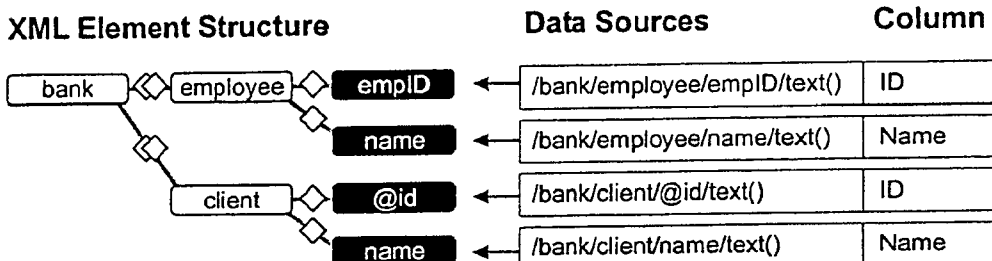 XML Element Structure Data Sources Column
bank employee empID /bank/employee/empID/text() ID
name /bank/employee/name/text() Name
client @id /bank/client/@id/text() ID
name /bank/client/name/text() Name